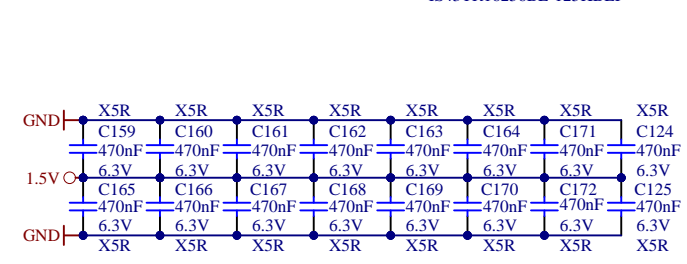 X5R X5R X5R X5R X5R X5R X5R X5R
GND
C159 C160 C161 C162 C163 C164 C171 C124
470nF 470nF 470nF 470nF 470nF 470nF 470nF 470nF
6.3V 6.3V 6.3V 6.3V 6.3V 6.3V 6.3V 6.3V
1.5V
C165 C166 C167 C168 C169 C170 C172 C125
470nF 470nF 470nF 470nF 470nF 470nF 470nF 470nF
6.3V 6.3V 6.3V 6.3V 6.3V 6.3V 6.3V 6.3V
GND
X5R X5R X5R X5R X5R X5R X5R X5R